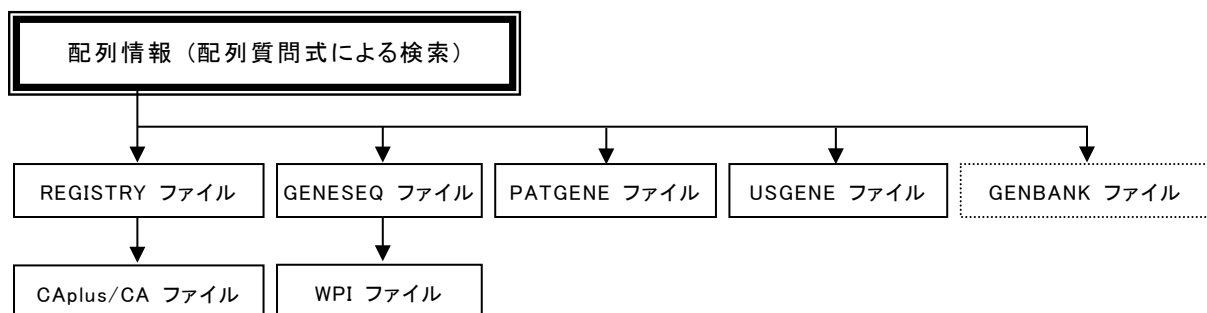 配列情報（配列質問式による検索）
REGISTRY ファイル
GENESEQ ファイル
PATGENE ファイル
USGENE ファイル
GENBANK ファイル
CAplus/CA ファイル
WPI ファイル